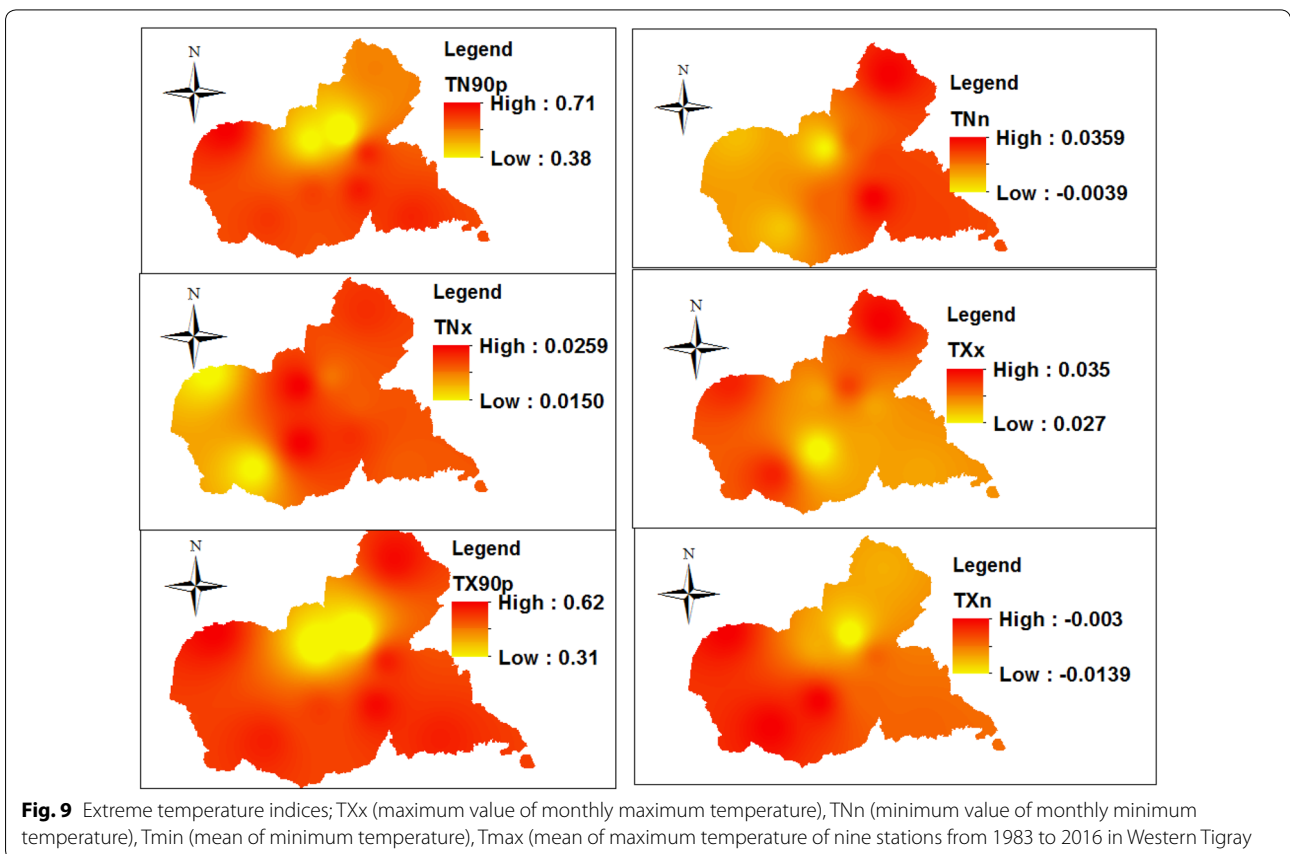 N
Legend
TN90p
High : 0.71
Low : 0.38
N
Legend
TNn
High : 0.0359
Low : -0.0039
N
Legend
TNx
High : 0.0259
Low : 0.0150
N
Legend
TXx
High : 0.035
Low : 0.027
N
Legend
TX90p
High : 0.62
Low : 0.31
N
Legend
TXn
High : -0.003
Low : -0.0139
Fig. 9 Extreme temperature indices; TXx (maximum value of monthly maximum temperature), TNn (minimum value of monthly minimum
temperature), Tmin (mean of minimum temperature), Tmax (mean of maximum temperature of nine stations from 1983 to 2016 in Western Tigray